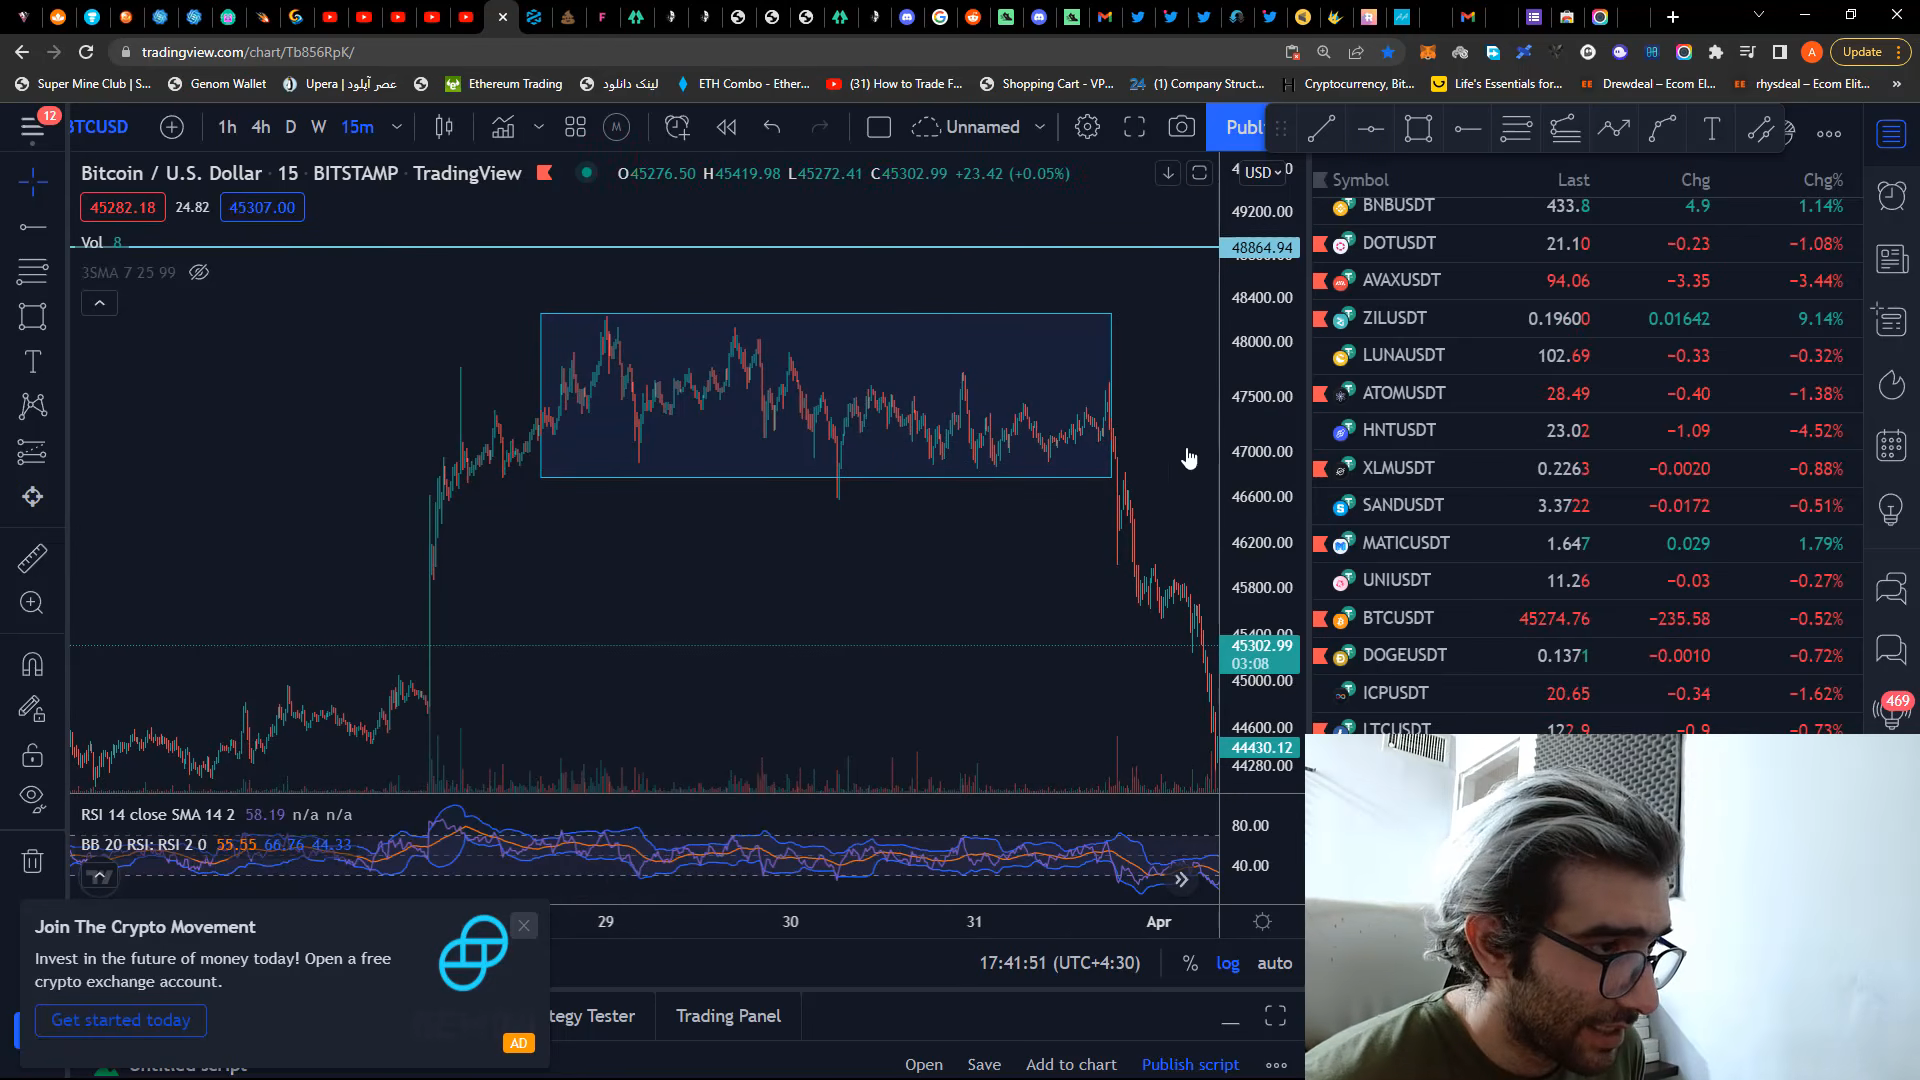 tradingview.com/chart/Tb856RpK/
Update
Super Mine Club | S...
Genom Wallet
Upera | عصر آپلود
Ethereum Trading
لینک دانلود
ETH Combo - Ether...
(31) How to Trade F...
Shopping Cart - VP...
(1) Company Struct...
Cryptocurrency, Bit...
Life's Essentials for...
Drewdeal – Ecom El...
rhysdeal – Ecom Elit...
12
BTCUSD
1h 4h D W 15m
Unnamed
Publ
Bitcoin / U.S. Dollar · 15 · BITSTAMP · TradingView
O45276.50 H45419.98 L45272.41 C45302.99 +23.42 (+0.05%)
45282.18 24.82 45307.00
Vol 8
3SMA 7 25 99
USD
49200.00
48864.94
48400.00
48000.00
47500.00
47000.00
46600.00
46200.00
45800.00
45400.00
45302.99
03:08
45000.00
44600.00
44430.12
44280.00
RSI 14 close SMA 14 2 58.19 n/a n/a
BB 20 RSI: RSI 2 0 55.55 66.76 44.33
80.00
40.00
29 30 31 Apr
17:41:51 (UTC+4:30) % log auto
Join The Crypto Movement
Invest in the future of money today! Open a free
crypto exchange account.
Get started today
AD
tegy Tester
Trading Panel
Untitled script
Open Save Add to chart Publish script
Symbol Last Chg Chg%
BNBUSDT 433.8 4.9 1.14%
DOTUSDT 21.10 −0.23 −1.08%
AVAXUSDT 94.06 −3.35 −3.44%
ZILUSDT 0.19600 0.01642 9.14%
LUNAUSDT 102.69 −0.33 −0.32%
ATOMUSDT 28.49 −0.40 −1.38%
HNTUSDT 23.02 −1.09 −4.52%
XLMUSDT 0.2263 −0.0020 −0.88%
SANDUSDT 3.3722 −0.0172 −0.51%
MATICUSDT 1.647 0.029 1.79%
UNIUSDT 11.26 −0.03 −0.27%
BTCUSDT 45274.76 −235.58 −0.52%
DOGEUSDT 0.1371 −0.0010 −0.72%
ICPUSDT 20.65 −0.34 −1.62%
LTCUSDT 122.9 −0.9 −0.73%
469